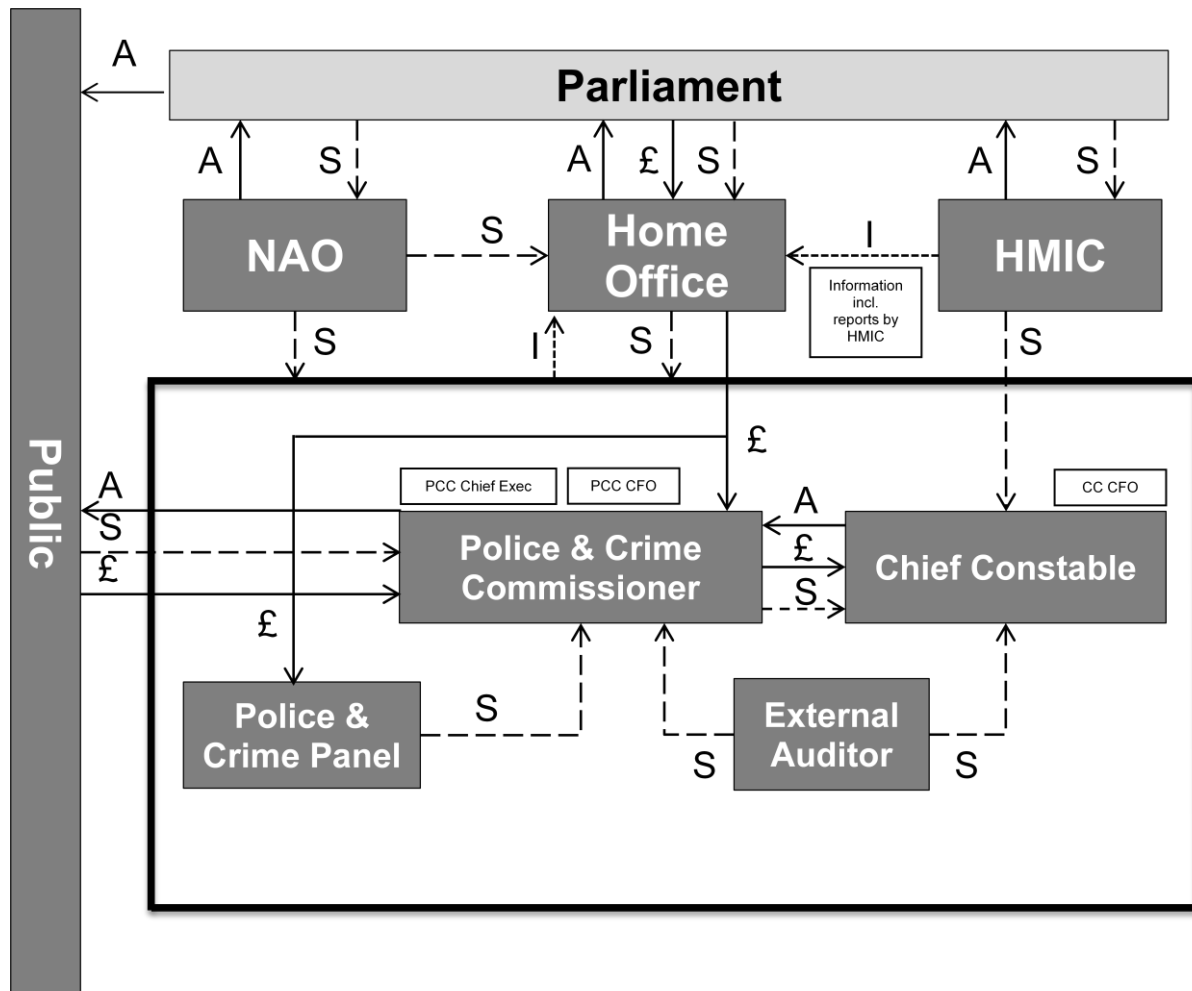 A
Parliament
A
S
A
£
S
A
S
NAO
S
Home
Office
I
HMIC
Information
incl.
reports by
HMIC
S
I
S
S
Public
£
A
S
£
PCC Chief Exec
PCC CFO
CC CFO
Police & Crime
Commissioner
A
£
S
Chief Constable
£
Police &
Crime Panel
S
S
External
Auditor
S